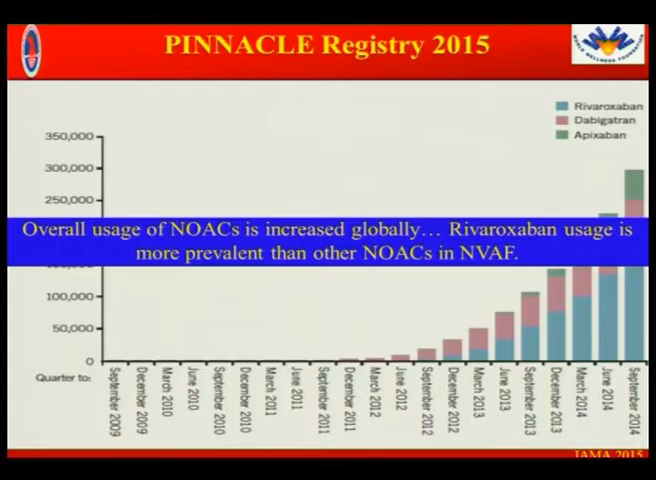 PINNACLE Registry 2015
WORLD WELLNESS FOUNDATION
Rivaroxaban
Dabigatran
Apixaban
350,000
300,000
250,000
Overall usage of NOACs is increased globally… Rivaroxaban usage is
more prevalent than other NOACs in NVAF.
100,000
50,000
0
Quarter to:
September 2009
December 2009
March 2010
June 2010
September 2010
December 2010
March 2011
June 2011
September 2011
December 2011
March 2012
June 2012
September 2012
December 2012
March 2013
June 2013
September 2013
December 2013
March 2014
June 2014
September 2014
JAMA 2015